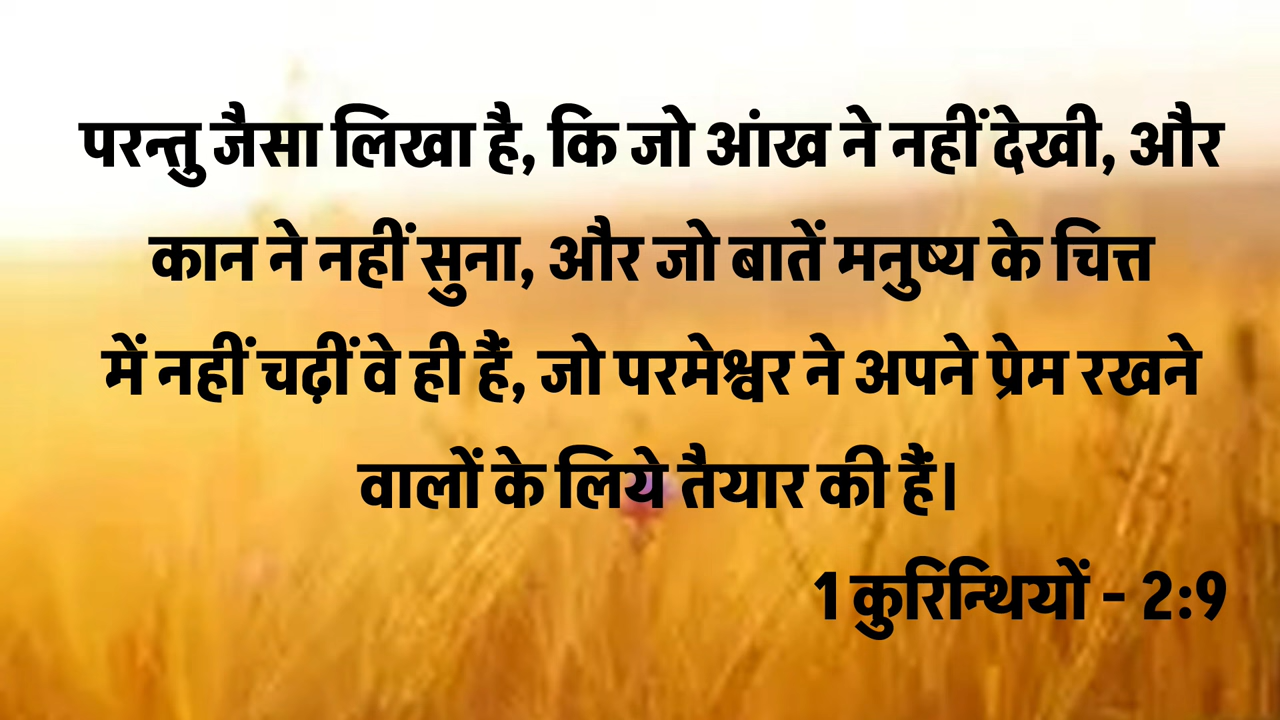 परन्तु जैसा लिखा है, कि जो आंख ने नहीं देखी, और
कान ने नहीं सुना, और जो बातें मनुष्य के चित्त
में नहीं चढ़ीं वे ही हैं, जो परमेश्वर ने अपने प्रेम रखने
वालों के लिये तैयार की हैं।
1 कुरिन्थियों - 2:9